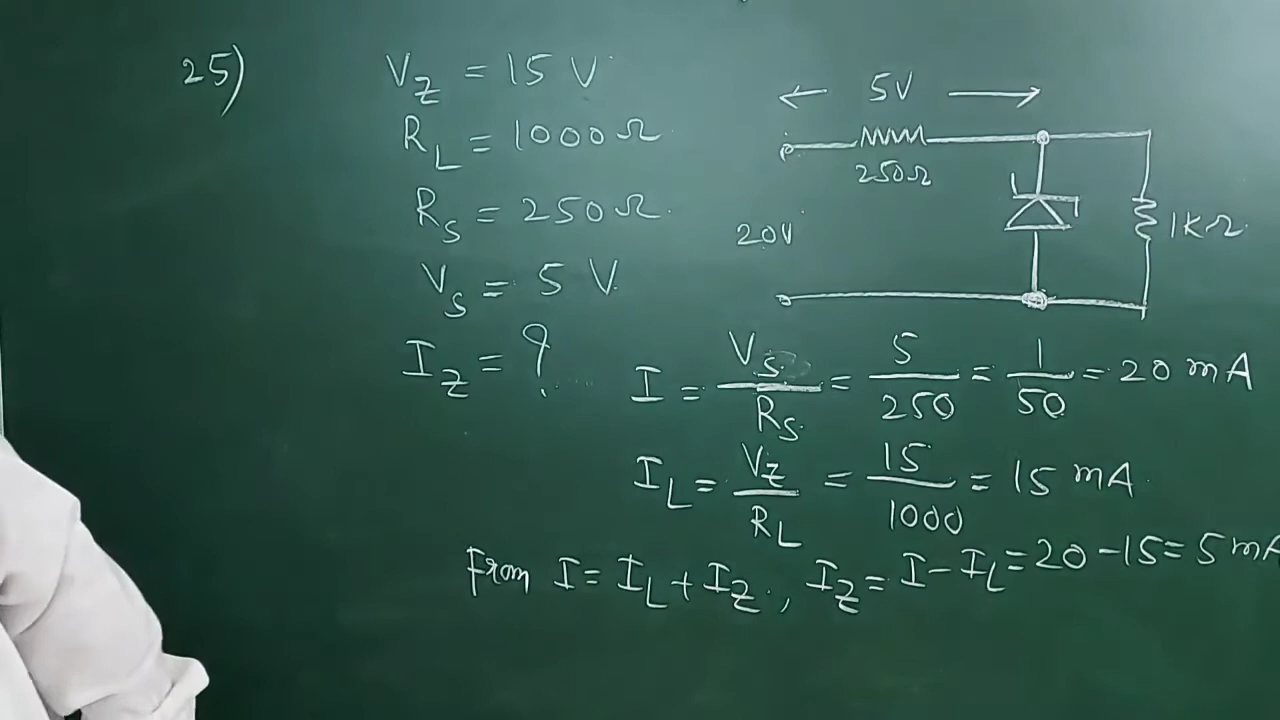 25)
V_Z = 15 V
R_L = 1000 Ω
R_S = 250 Ω
V_S = 5 V
I_Z = ?
5V
250Ω
20V
1KΩ
I = V_S / R_S = 5 / 250 = 1 / 50 = 20 mA
I_L = V_Z / R_L = 15 / 1000 = 15 mA
From I = I_L + I_Z, I_Z = I - I_L = 20 - 15 = 5 mA